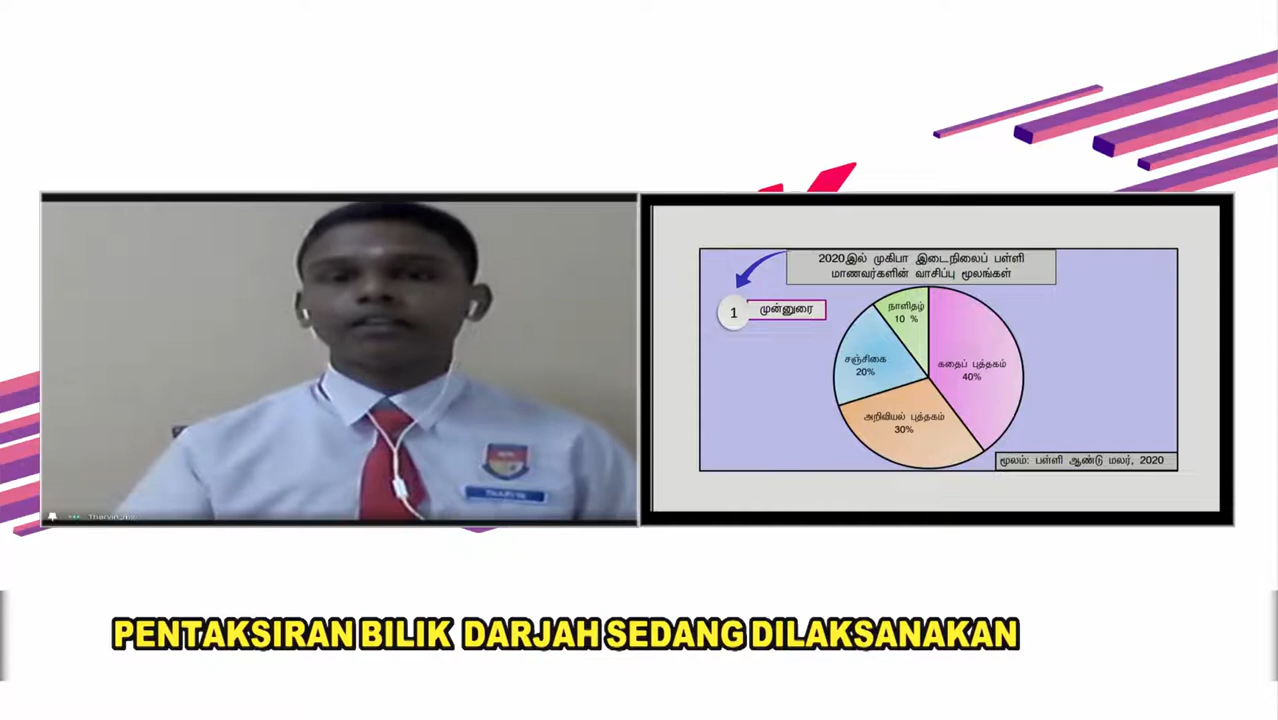 2020இல் முகிபா இடைநிலைப் பள்ளி
மாணவர்களின் வாசிப்பு மூலங்கள்
1
முன்னுரை
நாளிதழ்
10 %
சஞ்சிகை
20%
கதைப் புத்தகம்
40%
அறிவியல் புத்தகம்
30%
மூலம்: பள்ளி ஆண்டு மலர், 2020
THARVIN
PENTAKSIRAN BILIK DARJAH SEDANG DILAKSANAKAN